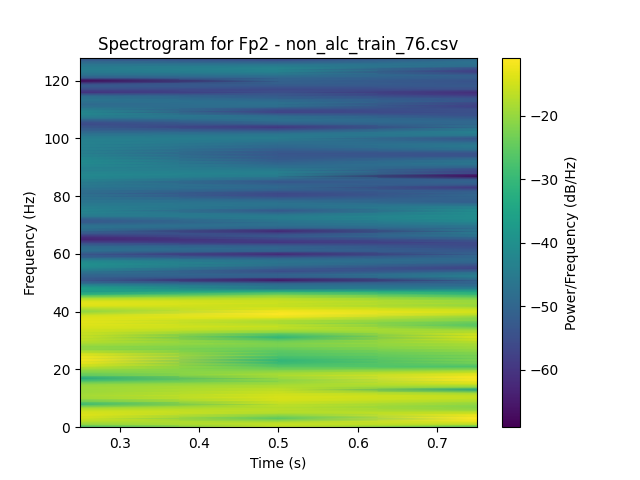 Spectrogram for Fp2 - non_alc_train_76.csv
120
100
80
60
40
20
0
Frequency (Hz)
0.3 0.4 0.5 0.6 0.7
Time (s)
−20
−30
−40
−50
−60
Power/Frequency (dB/Hz)